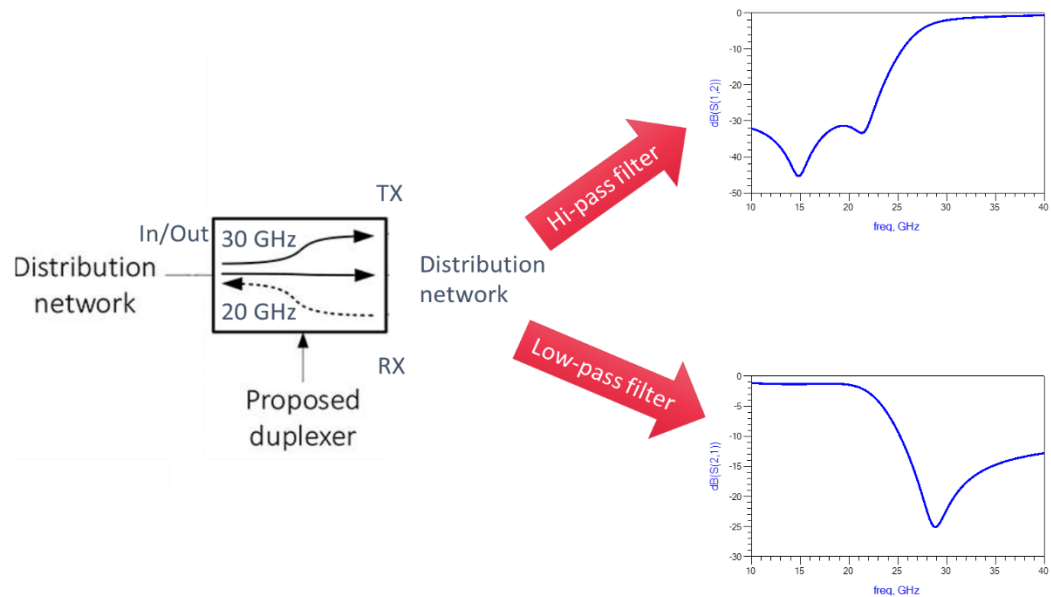 TX
In/Out
30 GHz
Distribution
network
20 GHz
Distribution
network
RX
Proposed
duplexer
Hi-pass filter
Low-pass filter
0
-10
-20
-30
-40
-50
dB(S(1,2))
10 15 20 25 30 35 40
freq, GHz
0
-5
-10
-15
-20
-25
-30
dB(S(2,1))
10 15 20 25 30 35 40
freq, GHz